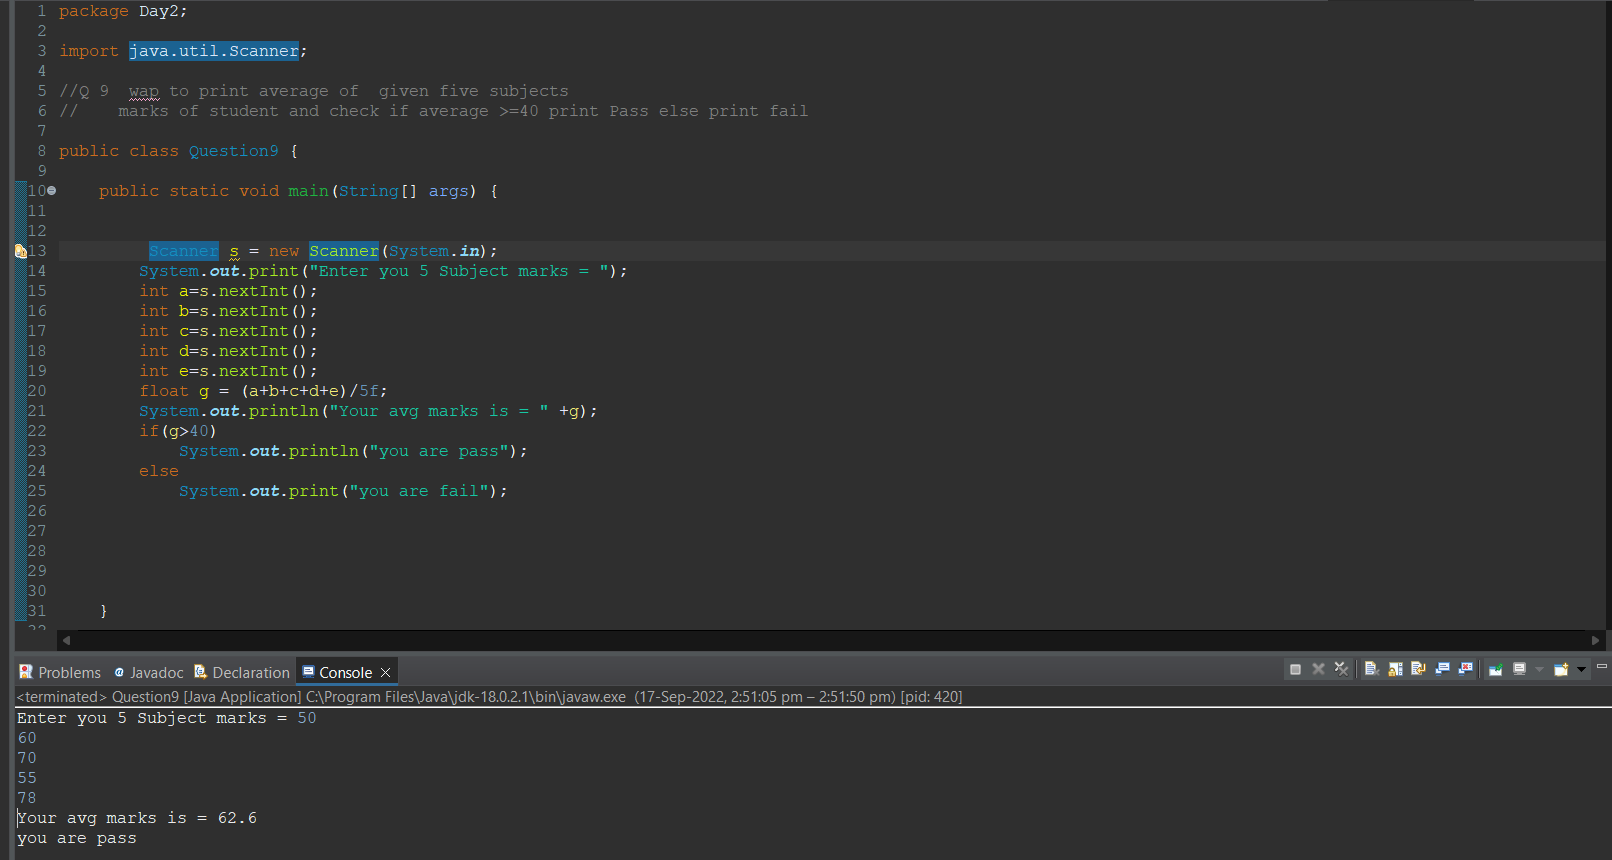 1 package Day2;
2
3 import java.util.Scanner;
4
5 //Q 9  wap to print average of  given five subjects
6 //    marks of student and check if average >=40 print Pass else print fail
7
8 public class Question9 {
9
10    public static void main(String[] args) {
11
12
13         Scanner s = new Scanner(System.in);
14        System.out.print("Enter you 5 Subject marks = ");
15        int a=s.nextInt();
16        int b=s.nextInt();
17        int c=s.nextInt();
18        int d=s.nextInt();
19        int e=s.nextInt();
20        float g = (a+b+c+d+e)/5f;
21        System.out.println("Your avg marks is = " +g);
22        if(g>40)
23            System.out.println("you are pass");
24        else
25            System.out.print("you are fail");
26
27
28
29
30
31    }
32
Problems Javadoc Declaration Console
<terminated> Question9 [Java Application] C:\Program Files\Java\jdk-18.0.2.1\bin\javaw.exe (17-Sep-2022, 2:51:05 pm – 2:51:50 pm) [pid: 420]
Enter you 5 Subject marks = 50
60
70
55
78
Your avg marks is = 62.6
you are pass